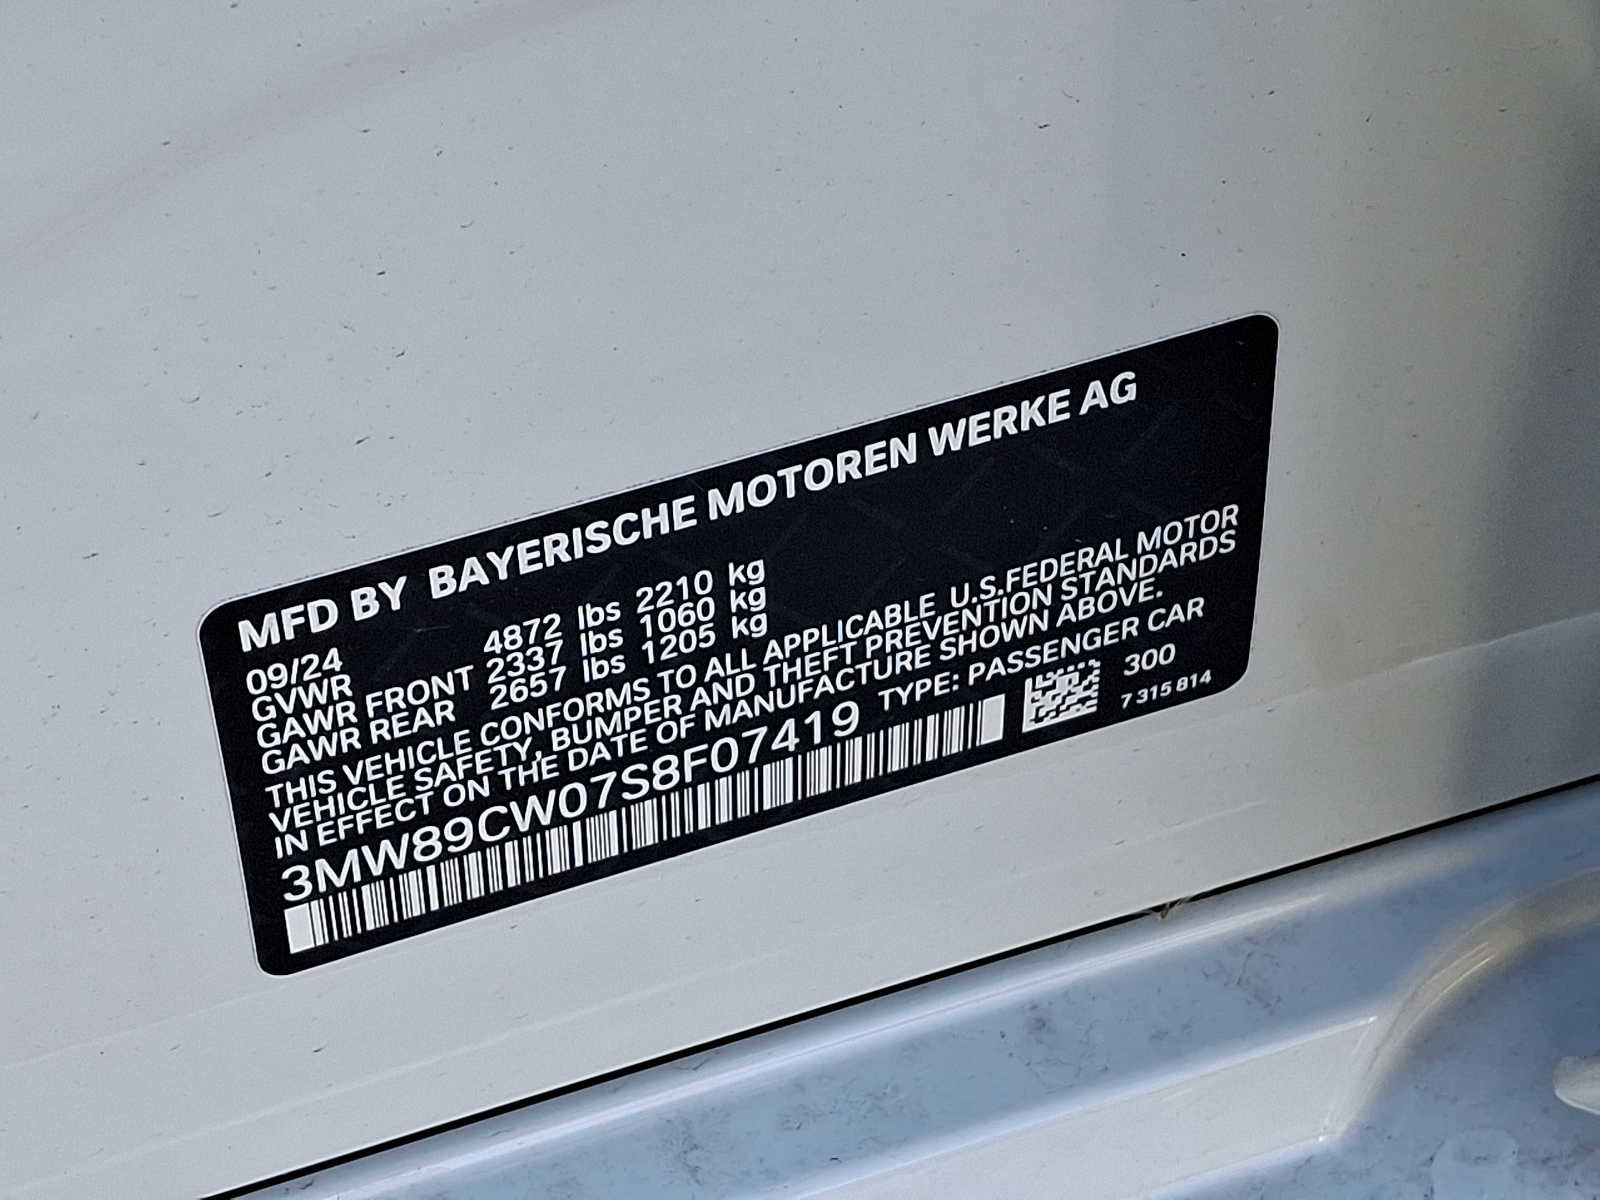 MFD BY BAYERISCHE MOTOREN WERKE AG
09/24
GVWR 4872 lbs 2210 kg
GAWR FRONT 2337 lbs 1060 kg
GAWR REAR 2657 lbs 1205 kg
THIS VEHICLE CONFORMS TO ALL APPLICABLE U.S.FEDERAL MOTOR
VEHICLE SAFETY, BUMPER AND THEFT PREVENTION STANDARDS
IN EFFECT ON THE DATE OF MANUFACTURE SHOWN ABOVE.
3MW89CW07S8F07419 TYPE: PASSENGER CAR
300
7 315 814